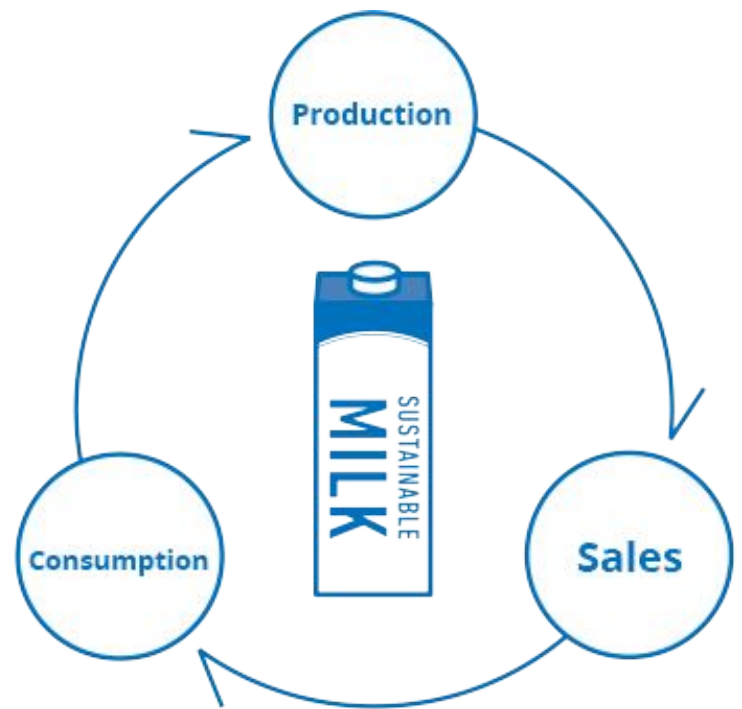 Production
SUSTAINABLE
MILK
Consumption
Sales